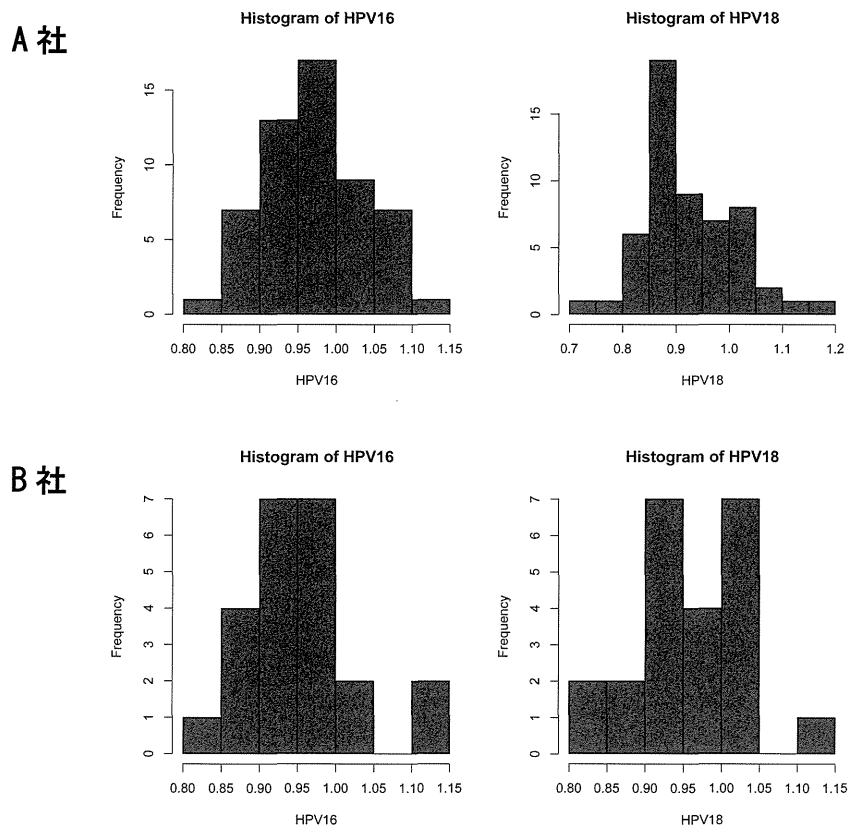 A 社
Histogram of HPV16
Frequency
0
5
10
15
0.80 0.85 0.90 0.95 1.00 1.05 1.10 1.15
HPV16
Histogram of HPV18
Frequency
0
5
10
15
0.7 0.8 0.9 1.0 1.1 1.2
HPV18
B 社
Histogram of HPV16
Frequency
0
1
2
3
4
5
6
7
0.80 0.85 0.90 0.95 1.00 1.05 1.10 1.15
HPV16
Histogram of HPV18
Frequency
0
1
2
3
4
5
6
7
0.80 0.85 0.90 0.95 1.00 1.05 1.10 1.15
HPV18